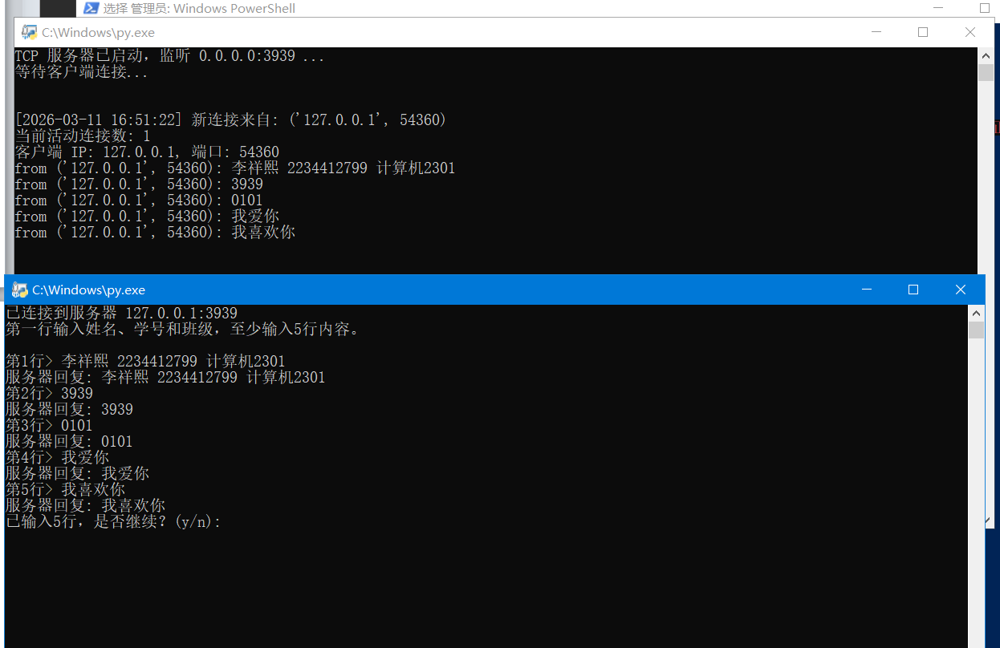 选择 管理员: Windows PowerShell
C:\Windows\py.exe
TCP 服务器已启动，监听 0.0.0.0:3939 ...
等待客户端连接...
[2026-03-11 16:51:22] 新连接来自: ('127.0.0.1', 54360)
当前活动连接数: 1
客户端 IP: 127.0.0.1, 端口: 54360
from ('127.0.0.1', 54360): 李祥熙 2234412799 计算机2301
from ('127.0.0.1', 54360): 3939
from ('127.0.0.1', 54360): 0101
from ('127.0.0.1', 54360): 我爱你
from ('127.0.0.1', 54360): 我喜欢你
C:\Windows\py.exe
已连接到服务器 127.0.0.1:3939
第一行输入姓名、学号和班级，至少输入5行内容。
第1行> 李祥熙 2234412799 计算机2301
服务器回复: 李祥熙 2234412799 计算机2301
第2行> 3939
服务器回复: 3939
第3行> 0101
服务器回复: 0101
第4行> 我爱你
服务器回复: 我爱你
第5行> 我喜欢你
服务器回复: 我喜欢你
已输入5行，是否继续？(y/n):